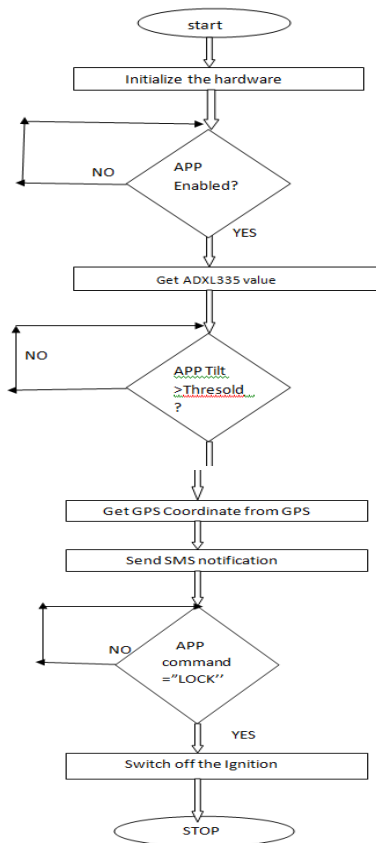 start
Initialize the hardware
APP
Enabled?
NO
YES
Get ADXL335 value
NO
APP Tilt
>Thresold
?
Get GPS Coordinate from GPS
Send SMS notification
NO
APP
command
=”LOCK’’
YES
Switch off the Ignition
STOP